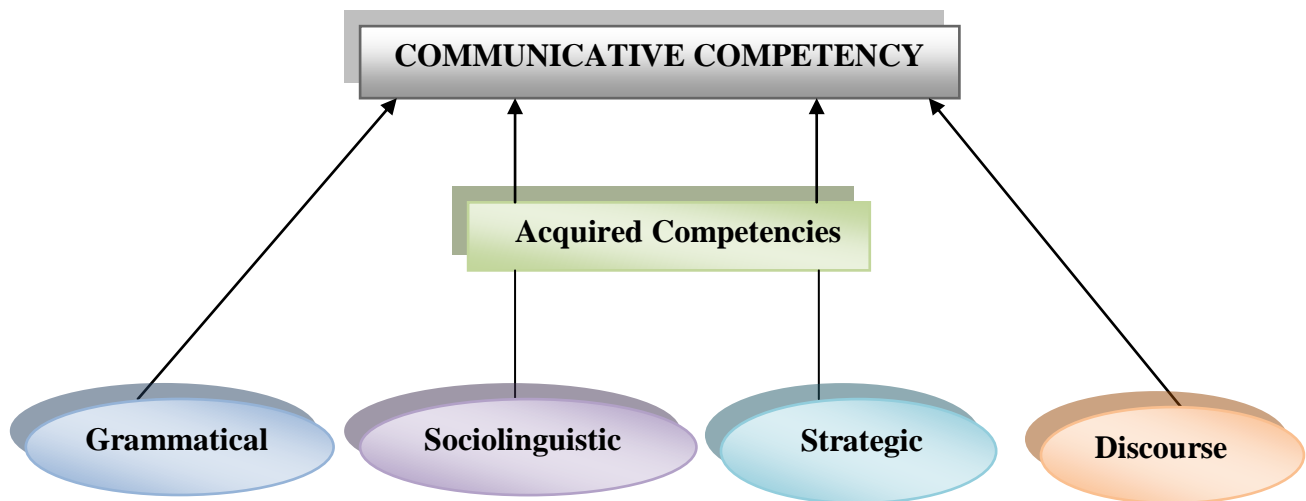 COMMUNICATIVE COMPETENCY
Acquired Competencies
Grammatical
Sociolinguistic
Strategic
Discourse